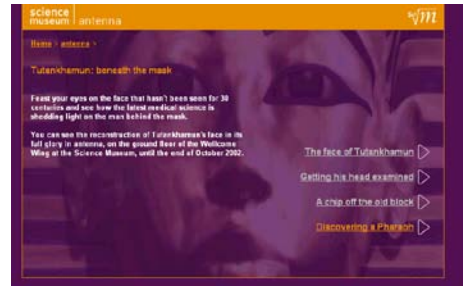 science
museum antenna
Home > antenna >
Tutankhamun: beneath the mask
Feast your eyes on the face that hasn't been seen for 30
centuries and see how the latest medical science is
shedding light on the man behind the mask.
You can see the reconstruction of Tutankhamun's face in its
full glory in antenna, on the ground floor of the Wellcome
Wing at the Science Museum, until the end of October 2002.
The face of Tutankhamun
Getting his head examined
A chip off the old block
Discovering a Pharaoh